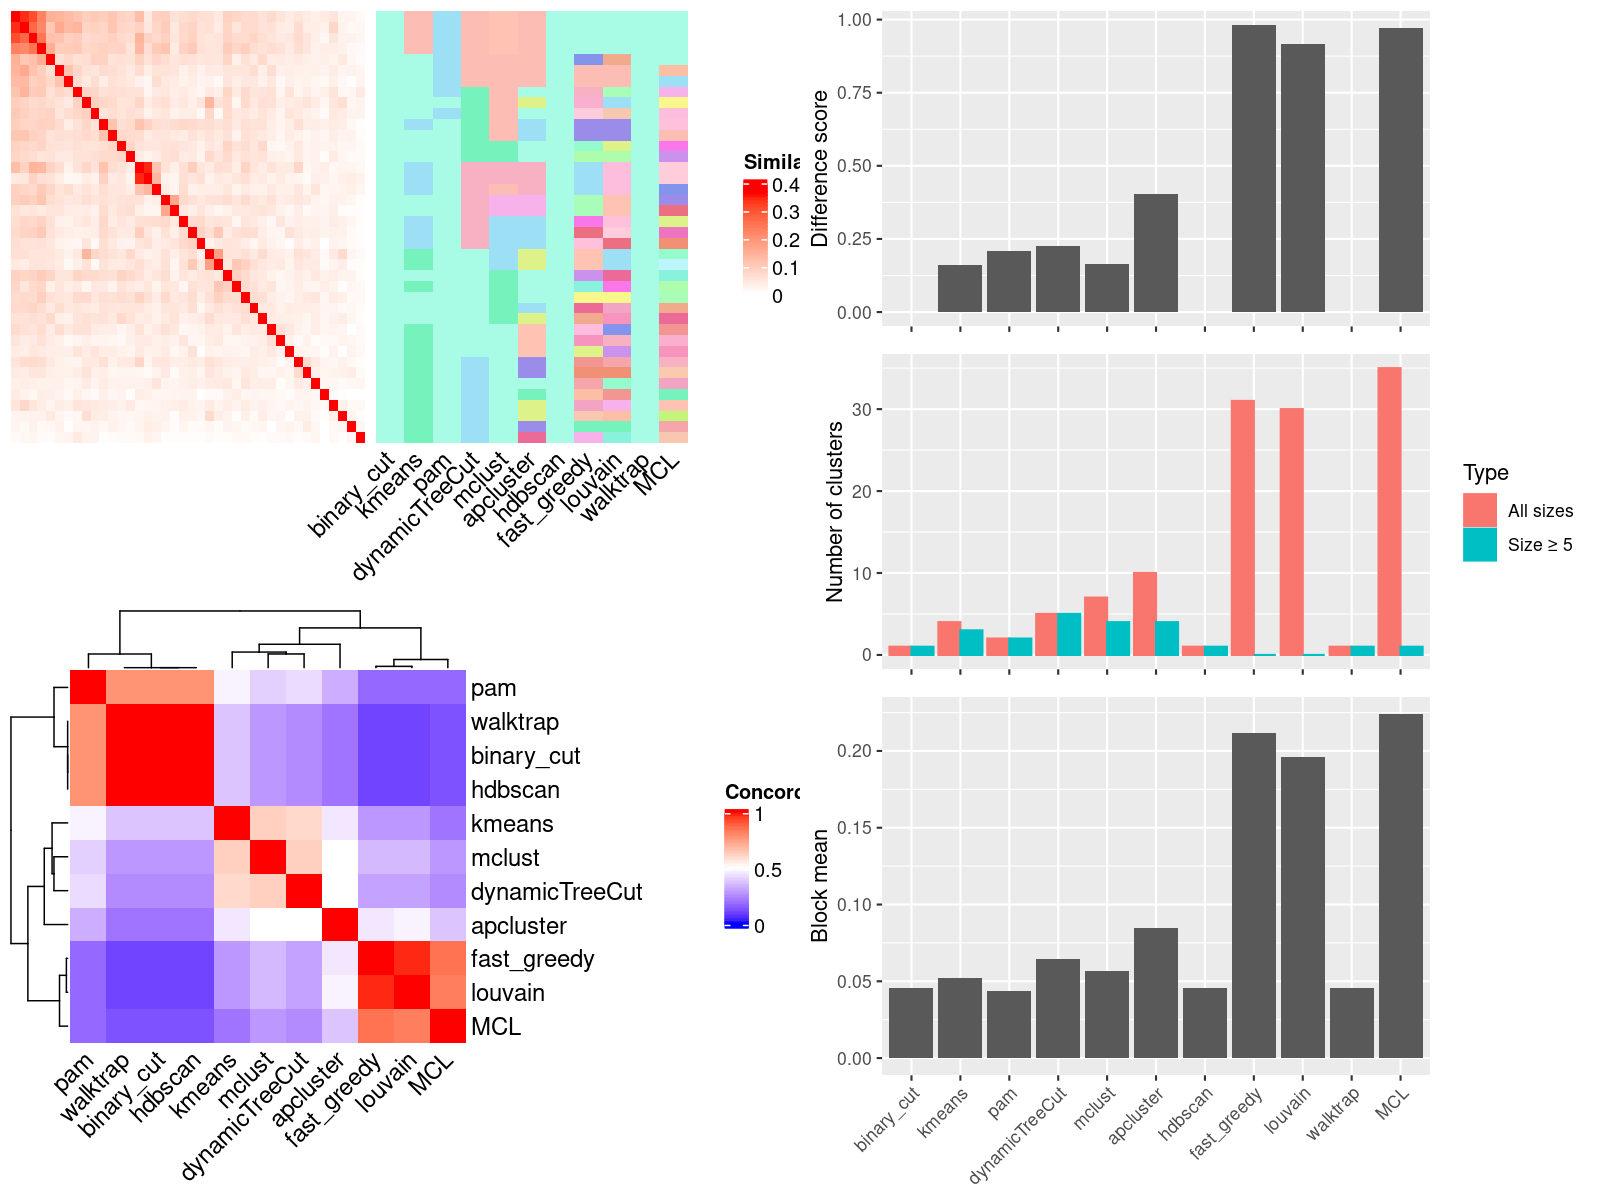 Simila
0.4
0.3
0.2
0.1
0
binary_cut
kmeans
pam
dynamicTreeCut
mclust
apcluster
hdbscan
fast_greedy
louvain
walktrap
MCL
pam
walktrap
binary_cut
hdbscan
kmeans
mclust
dynamicTreeCut
apcluster
fast_greedy
louvain
MCL
pam
walktrap
binary_cut
hdbscan
kmeans
mclust
dynamicTreeCut
apcluster
fast_greedy
louvain
MCL
Concord
1
0.5
0
Difference score
1.00
0.75
0.50
0.25
0.00
Number of clusters
30
20
10
0
Type
All sizes
Size ≥ 5
Block mean
0.20
0.15
0.10
0.05
0.00
binary_cut
kmeans
pam
dynamicTreeCut
mclust
apcluster
hdbscan
fast_greedy
louvain
walktrap
MCL